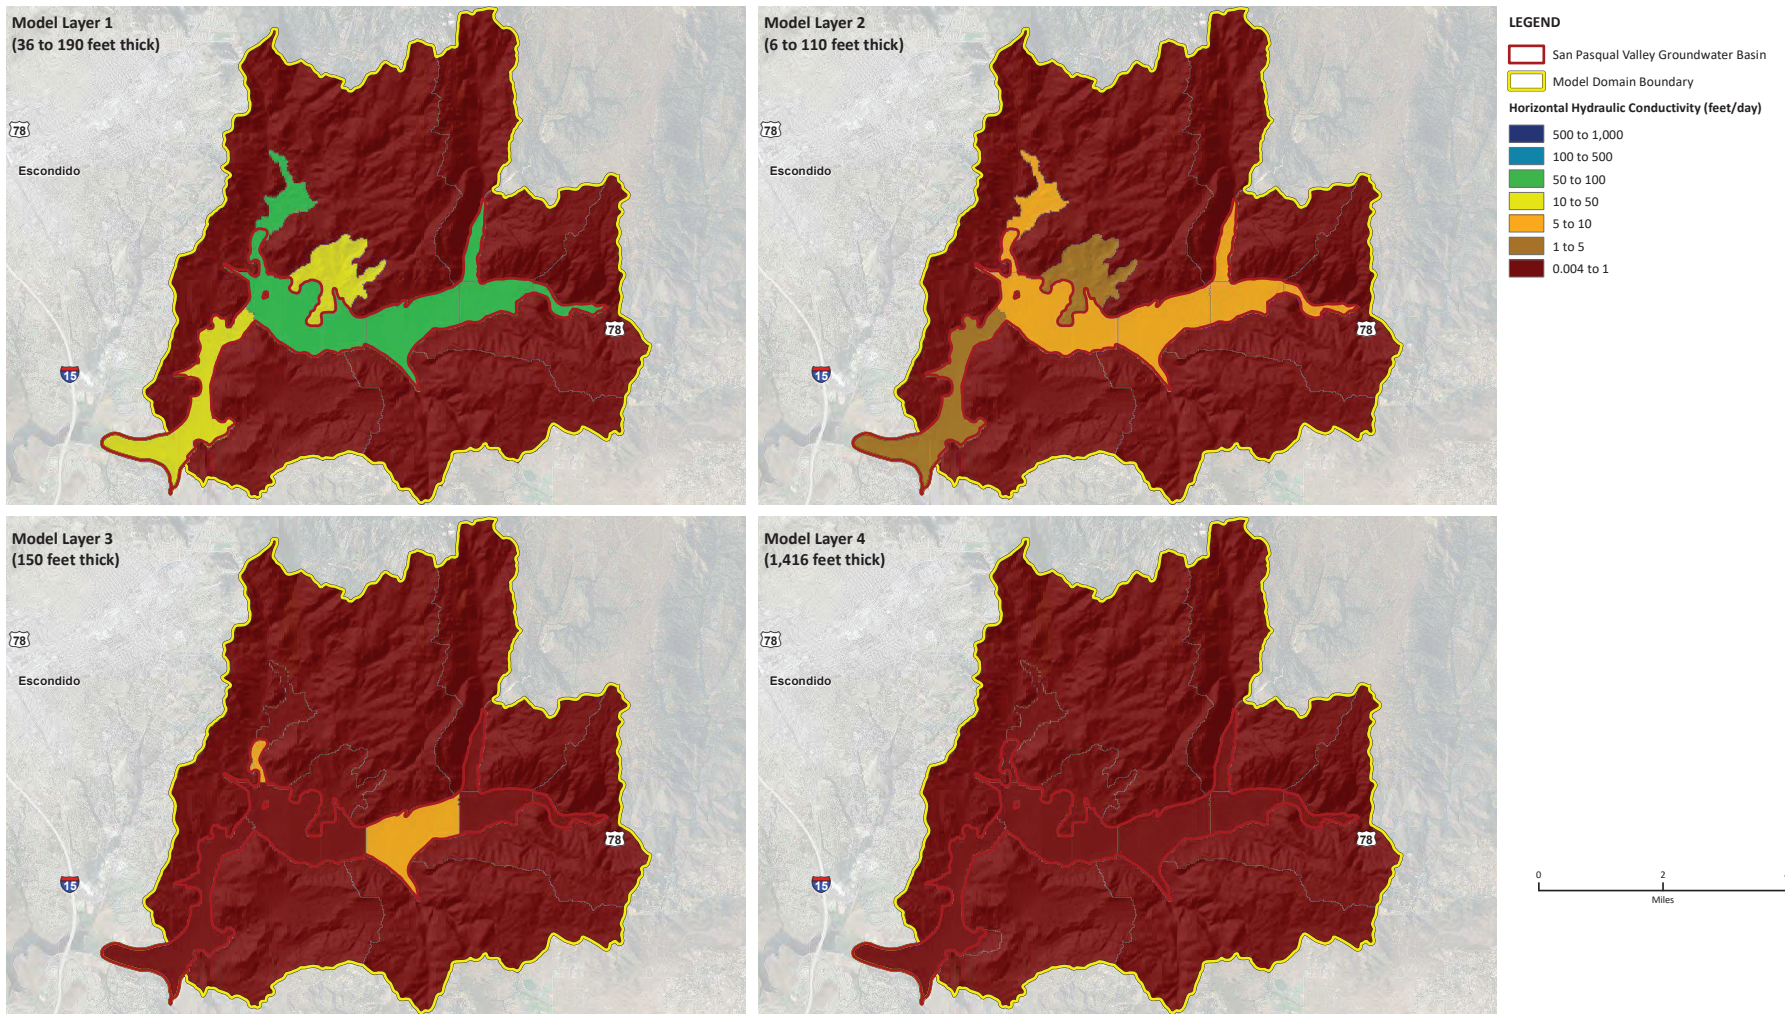 Model Layer 1
(36 to 190 feet thick)
78
Escondido
15
78
Model Layer 2
(6 to 110 feet thick)
78
Escondido
15
78
LEGEND
San Pasqual Valley Groundwater Basin
Model Domain Boundary
Horizontal Hydraulic Conductivity (feet/day)
500 to 1,000
100 to 500
50 to 100
10 to 50
5 to 10
1 to 5
0.004 to 1
Model Layer 3
(150 feet thick)
78
Escondido
15
78
Model Layer 4
(1,416 feet thick)
78
Escondido
15
78
0 2
Miles